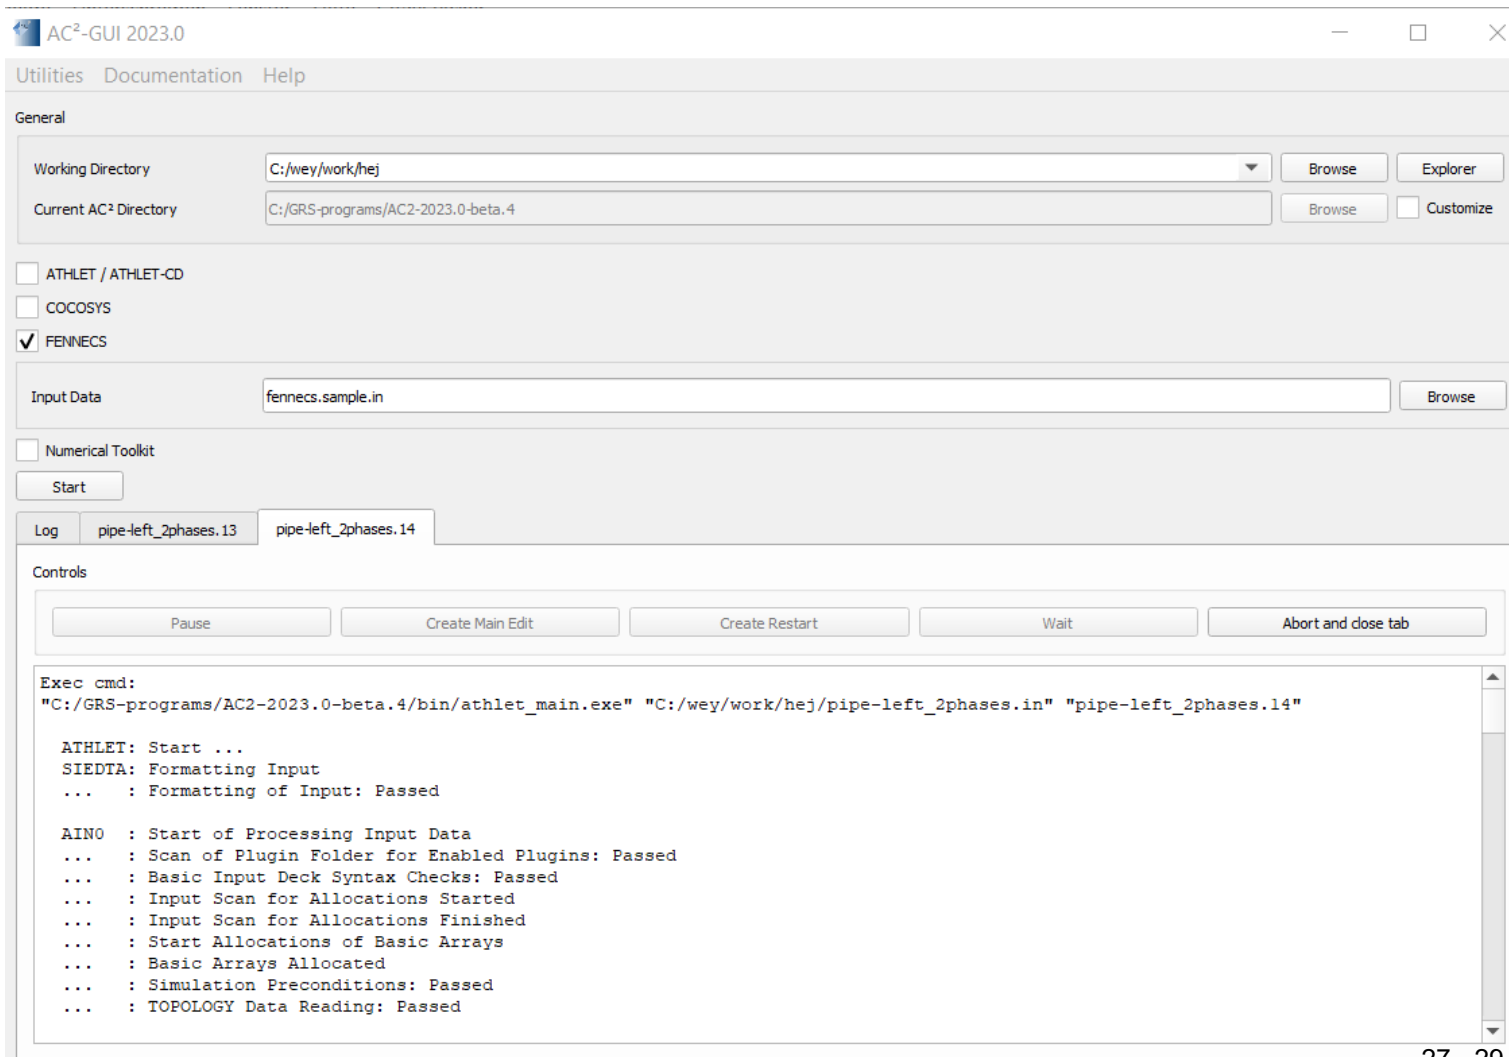 AC²-GUI 2023.0
Utilities Documentation Help
General
Working Directory C:/wey/work/hej Browse Explorer
Current AC² Directory C:/GRS-programs/AC2-2023.0-beta.4 Browse Customize
ATHLET / ATHLET-CD
COCOSYS
FENNECS
Input Data fennecs.sample.in Browse
Numerical Toolkit
Start
Log pipe-left_2phases.13 pipe-left_2phases.14
Controls
Pause Create Main Edit Create Restart Wait Abort and close tab
Exec cmd:
"C:/GRS-programs/AC2-2023.0-beta.4/bin/athlet_main.exe" "C:/wey/work/hej/pipe-left_2phases.in" "pipe-left_2phases.14"
ATHLET: Start ...
SIEDTA: Formatting Input
... : Formatting of Input: Passed
AIN0 : Start of Processing Input Data
... : Scan of Plugin Folder for Enabled Plugins: Passed
... : Basic Input Deck Syntax Checks: Passed
... : Input Scan for Allocations Started
... : Input Scan for Allocations Finished
... : Start Allocations of Basic Arrays
... : Basic Arrays Allocated
... : Simulation Preconditions: Passed
... : TOPOLOGY Data Reading: Passed